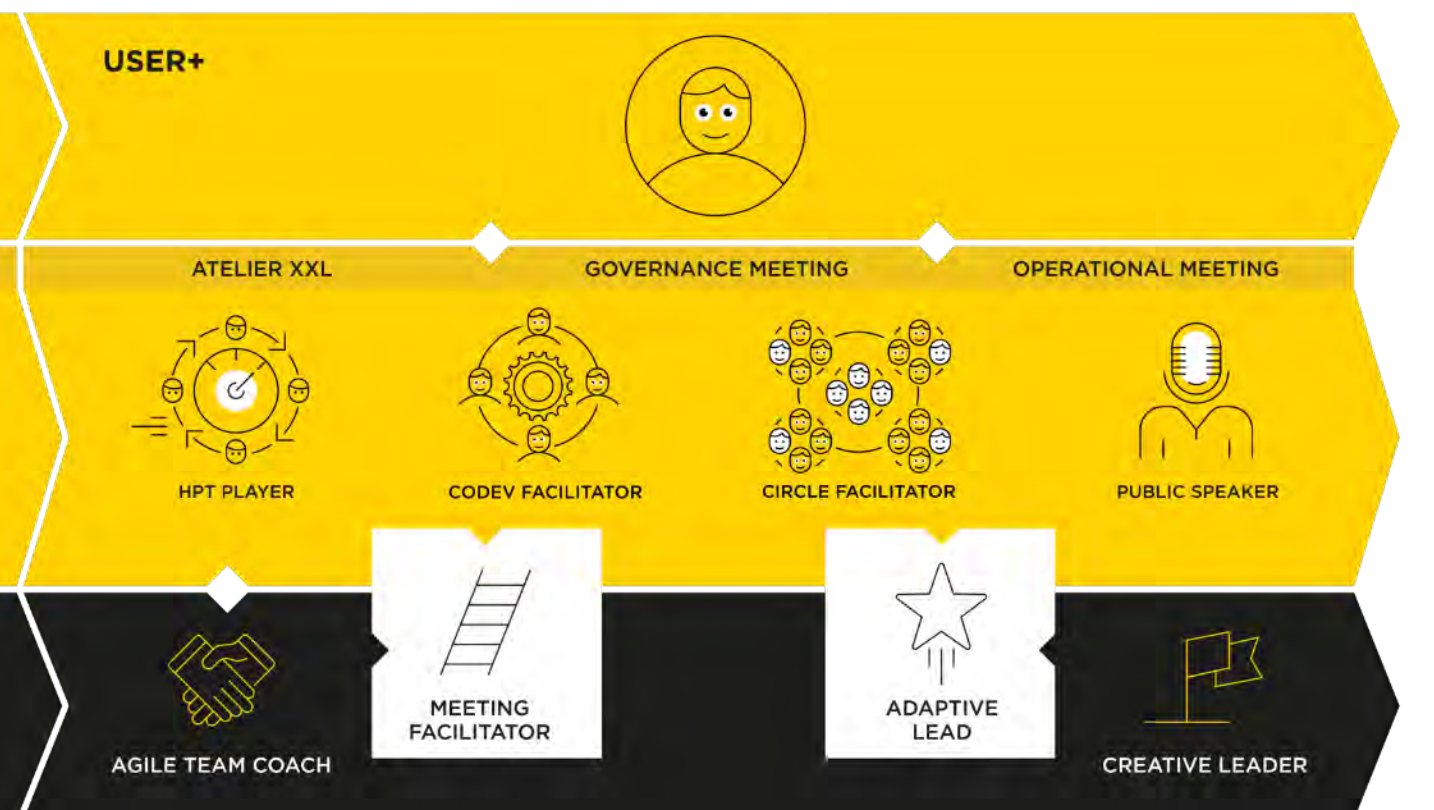 USER+
ATELIER XXL
GOVERNANCE MEETING
OPERATIONAL MEETING
HPT PLAYER
CODEV FACILITATOR
CIRCLE FACILITATOR
PUBLIC SPEAKER
MEETING
FACILITATOR
ADAPTIVE
LEAD
AGILE TEAM COACH
CREATIVE LEADER